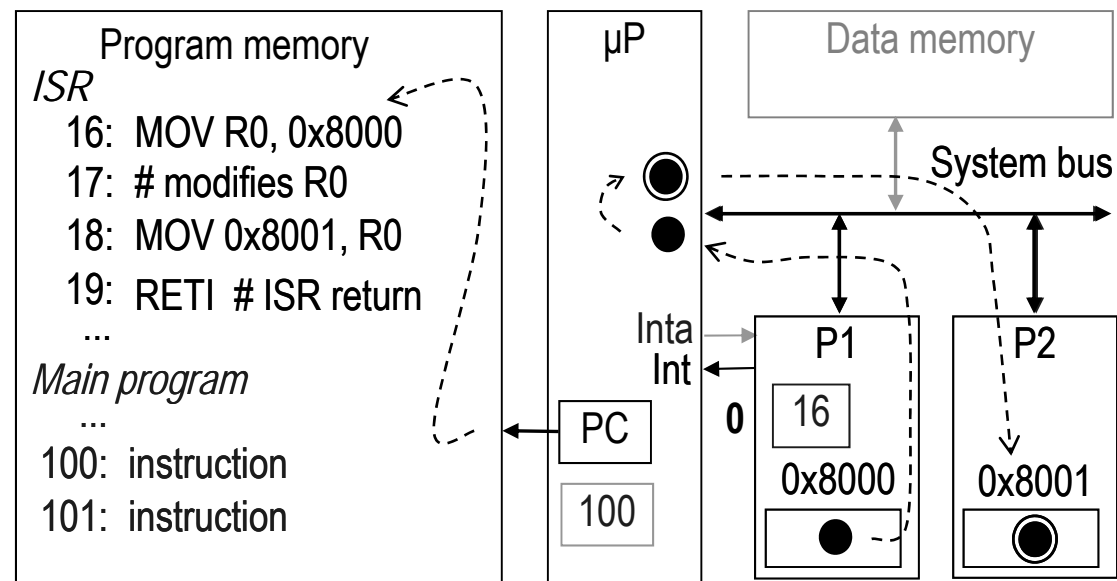 Program memory
ISR
16: MOV R0, 0x8000
17: # modifies R0
18: MOV 0x8001, R0
19: RETI # ISR return
...
Main program
...
100: instruction
101: instruction
µP
Inta
Int
PC
100
Data memory
System bus
P1
0
16
0x8000
P2
0x8001